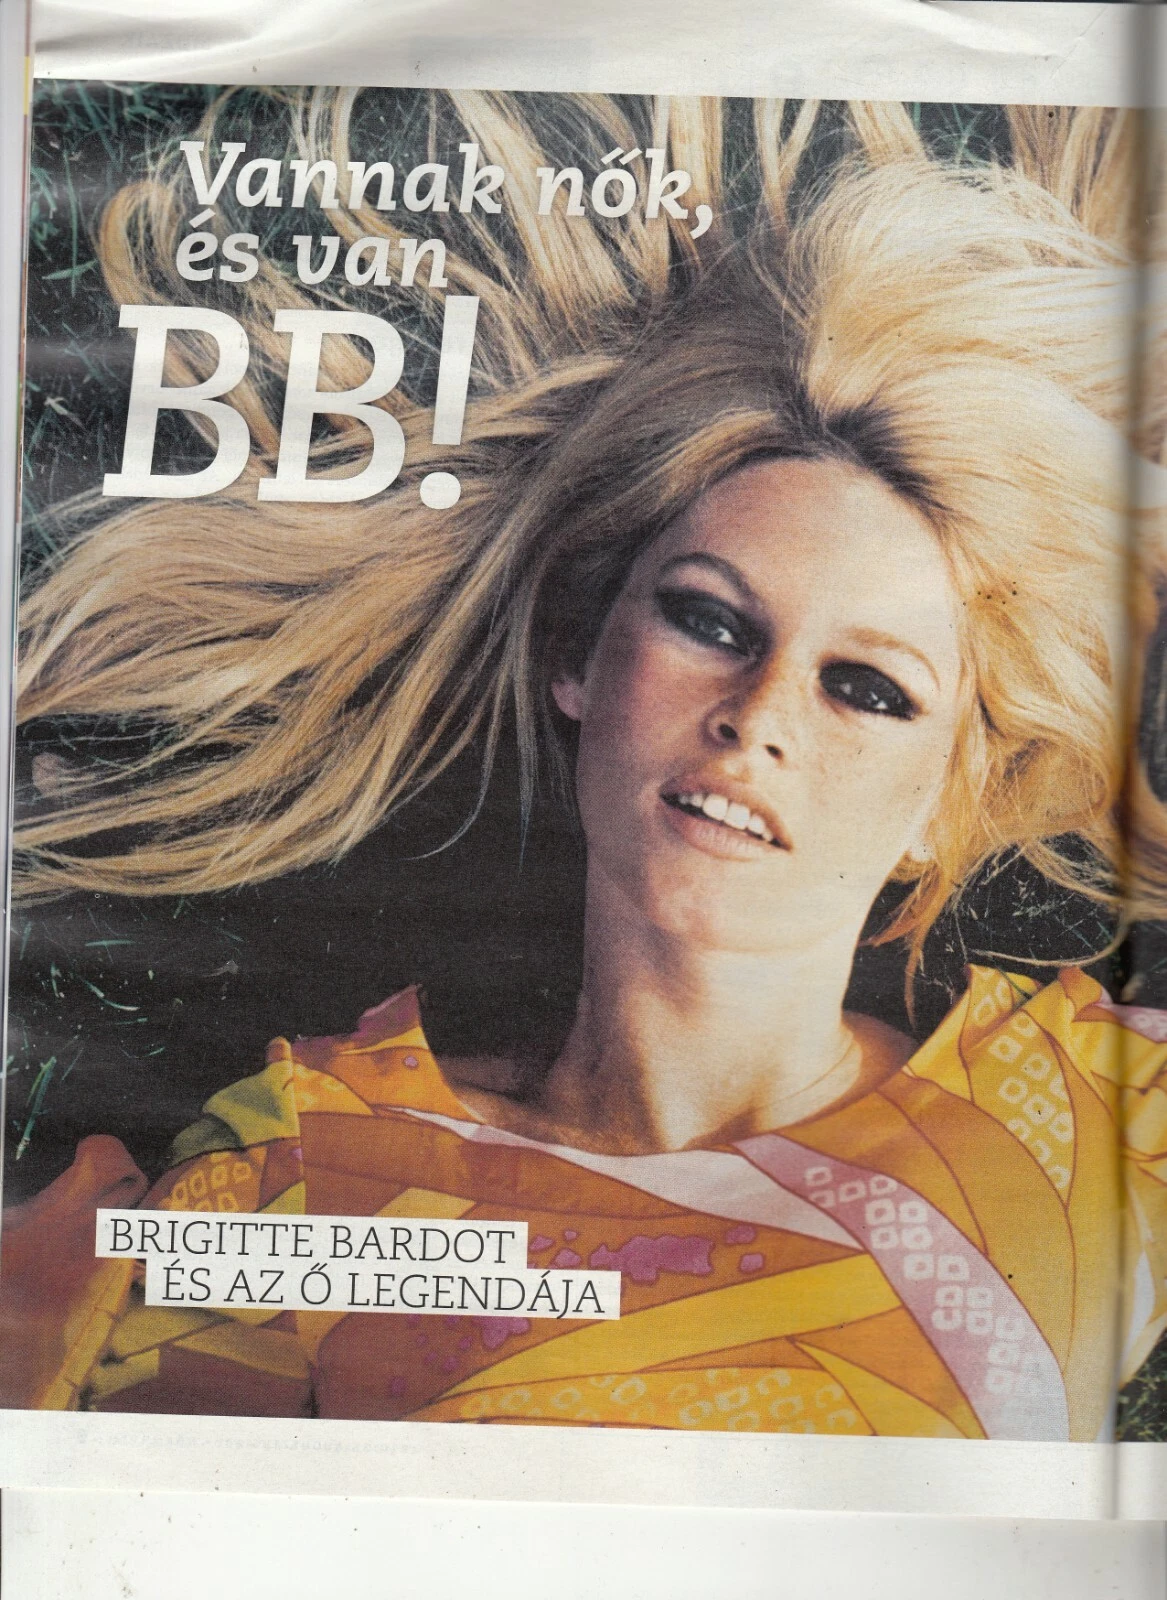 Vannak nők,
és van
BB!
BRIGITTE BARDOT
ÉS AZ Ő LEGENDÁJA